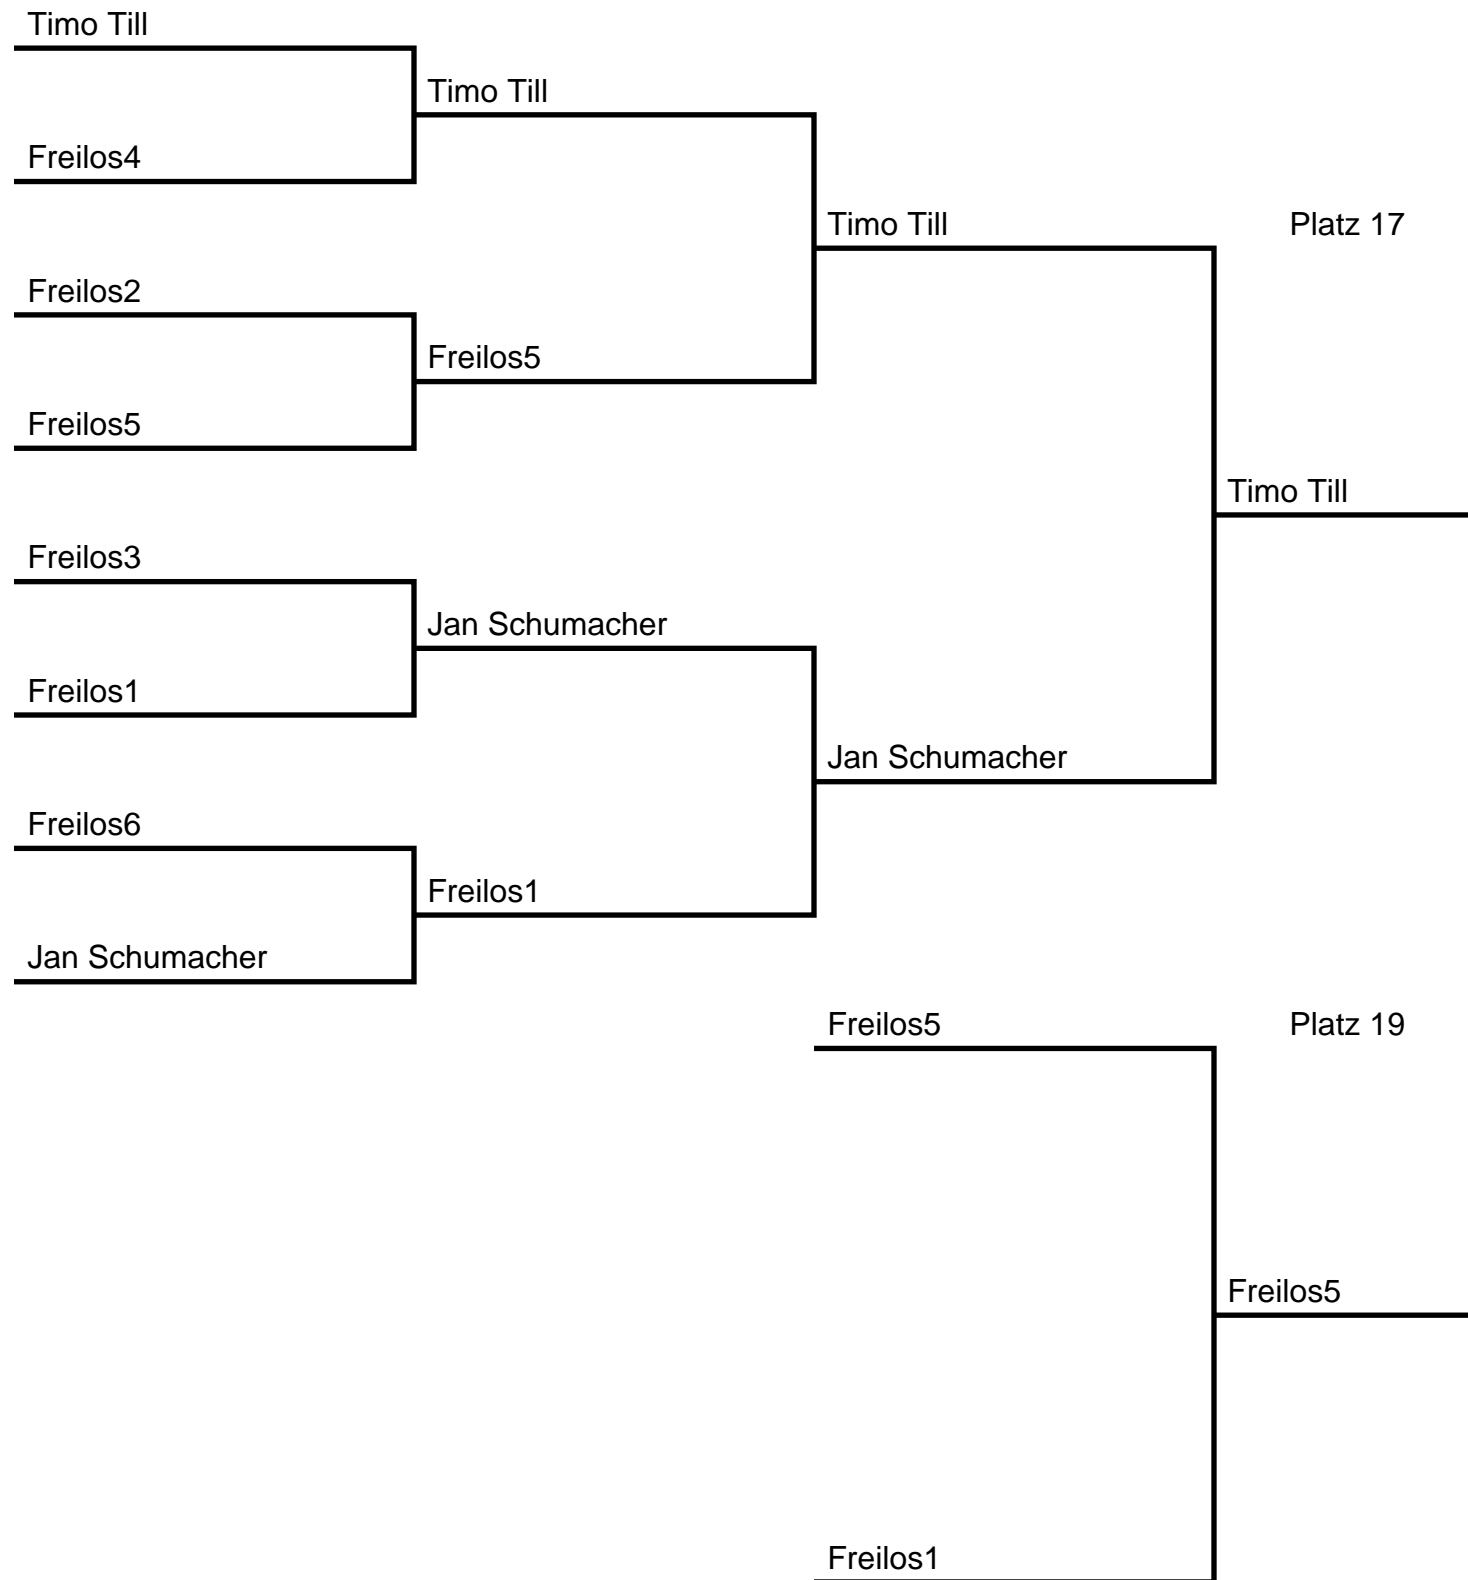 Timo Till
Timo Till
Freilos4
Timo Till
Platz 17
Freilos2
Freilos5
Freilos5
Timo Till
Freilos3
Jan Schumacher
Freilos1
Jan Schumacher
Freilos6
Freilos1
Jan Schumacher
Freilos5
Platz 19
Freilos5
Freilos1